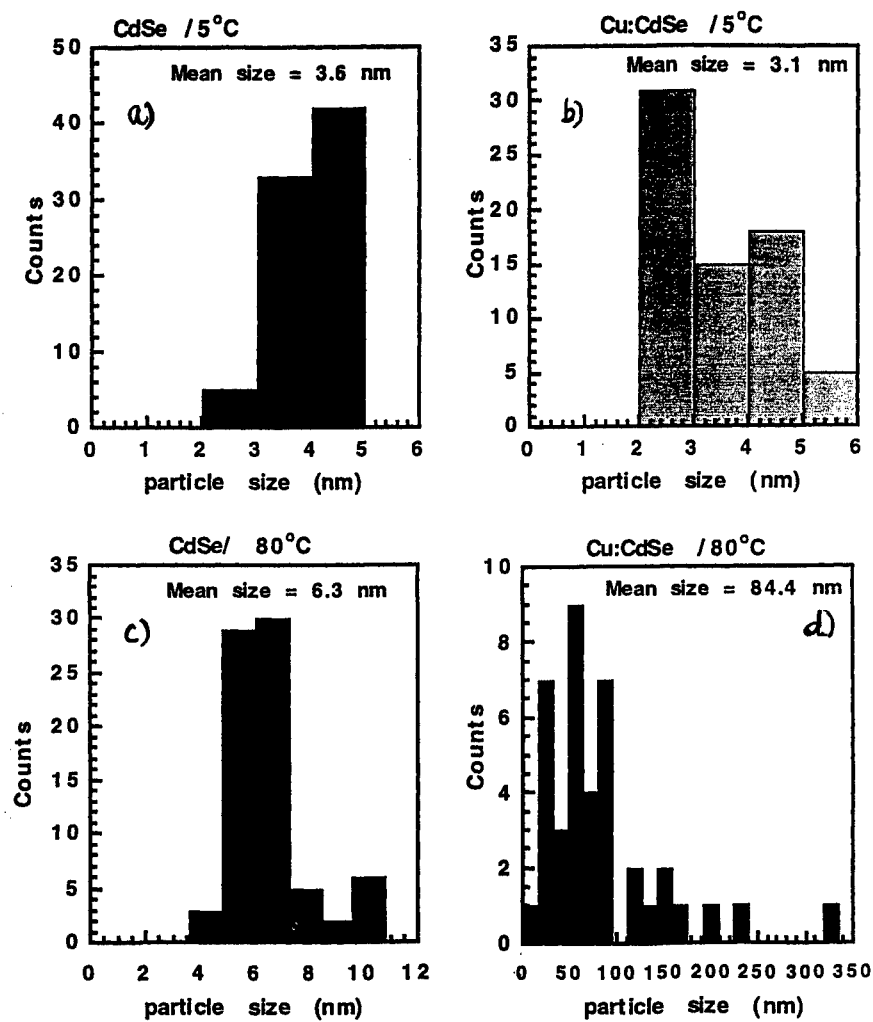 CdSe /5°C
Mean size = 3.6 nm
a)
50
40
30
20
10
0
Counts
0 1 2 3 4 5 6
particle size (nm)
Cu:CdSe /5°C
Mean size = 3.1 nm
b)
35
30
25
20
15
10
5
0
Counts
0 1 2 3 4 5 6
particle size (nm)
CdSe/ 80°C
Mean size = 6.3 nm
c)
35
30
25
20
15
10
5
0
Counts
0 2 4 6 8 10 12
particle size (nm)
Cu:CdSe /80°C
Mean size = 84.4 nm
d)
10
8
6
4
2
0
Counts
0 50 100 150 200 250 300 350
particle size (nm)